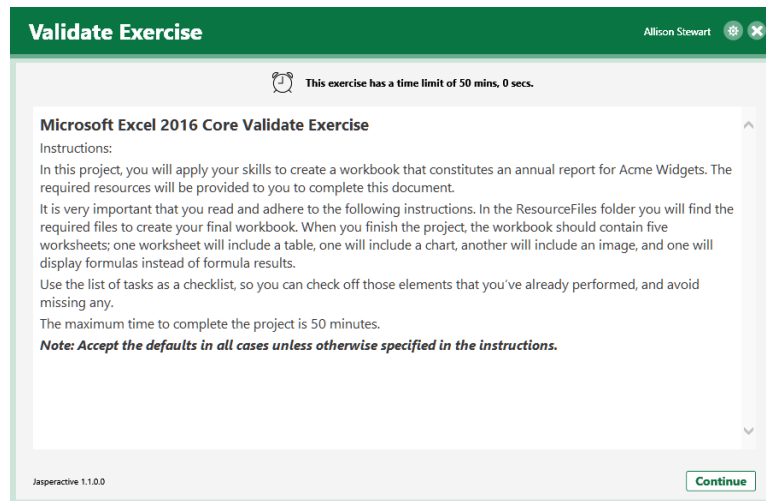 Validate Exercise
Allison Stewart
This exercise has a time limit of 50 mins, 0 secs.
Microsoft Excel 2016 Core Validate Exercise
Instructions:
In this project, you will apply your skills to create a workbook that constitutes an annual report for Acme Widgets. The
required resources will be provided to you to complete this document.
It is very important that you read and adhere to the following instructions. In the ResourceFiles folder you will find the
required files to create your final workbook. When you finish the project, the workbook should contain five
worksheets; one worksheet will include a table, one will include a chart, another will include an image, and one will
display formulas instead of formula results.
Use the list of tasks as a checklist, so you can check off those elements that you've already performed, and avoid
missing any.
The maximum time to complete the project is 50 minutes.
Note: Accept the defaults in all cases unless otherwise specified in the instructions.
Jasperactive 1.1.0.0
Continue